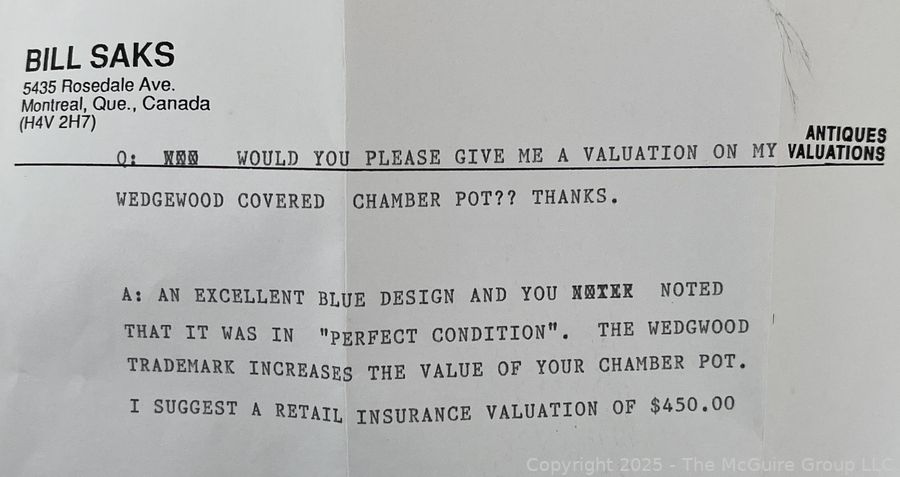 BILL SAKS
5435 Rosedale Ave.
Montreal, Que., Canada
(H4V 2H7)
ANTIQUES
VALUATIONS
Q: WOULD YOU PLEASE GIVE ME A VALUATION ON MY
WEDGEWOOD COVERED CHAMBER POT?? THANKS.
A: AN EXCELLENT BLUE DESIGN AND YOU NOTED
THAT IT WAS IN "PERFECT CONDITION". THE WEDGWOOD
TRADEMARK INCREASES THE VALUE OF YOUR CHAMBER POT.
I SUGGEST A RETAIL INSURANCE VALUATION OF $450.00
Copyright 2025 - The McGuire Group LLC